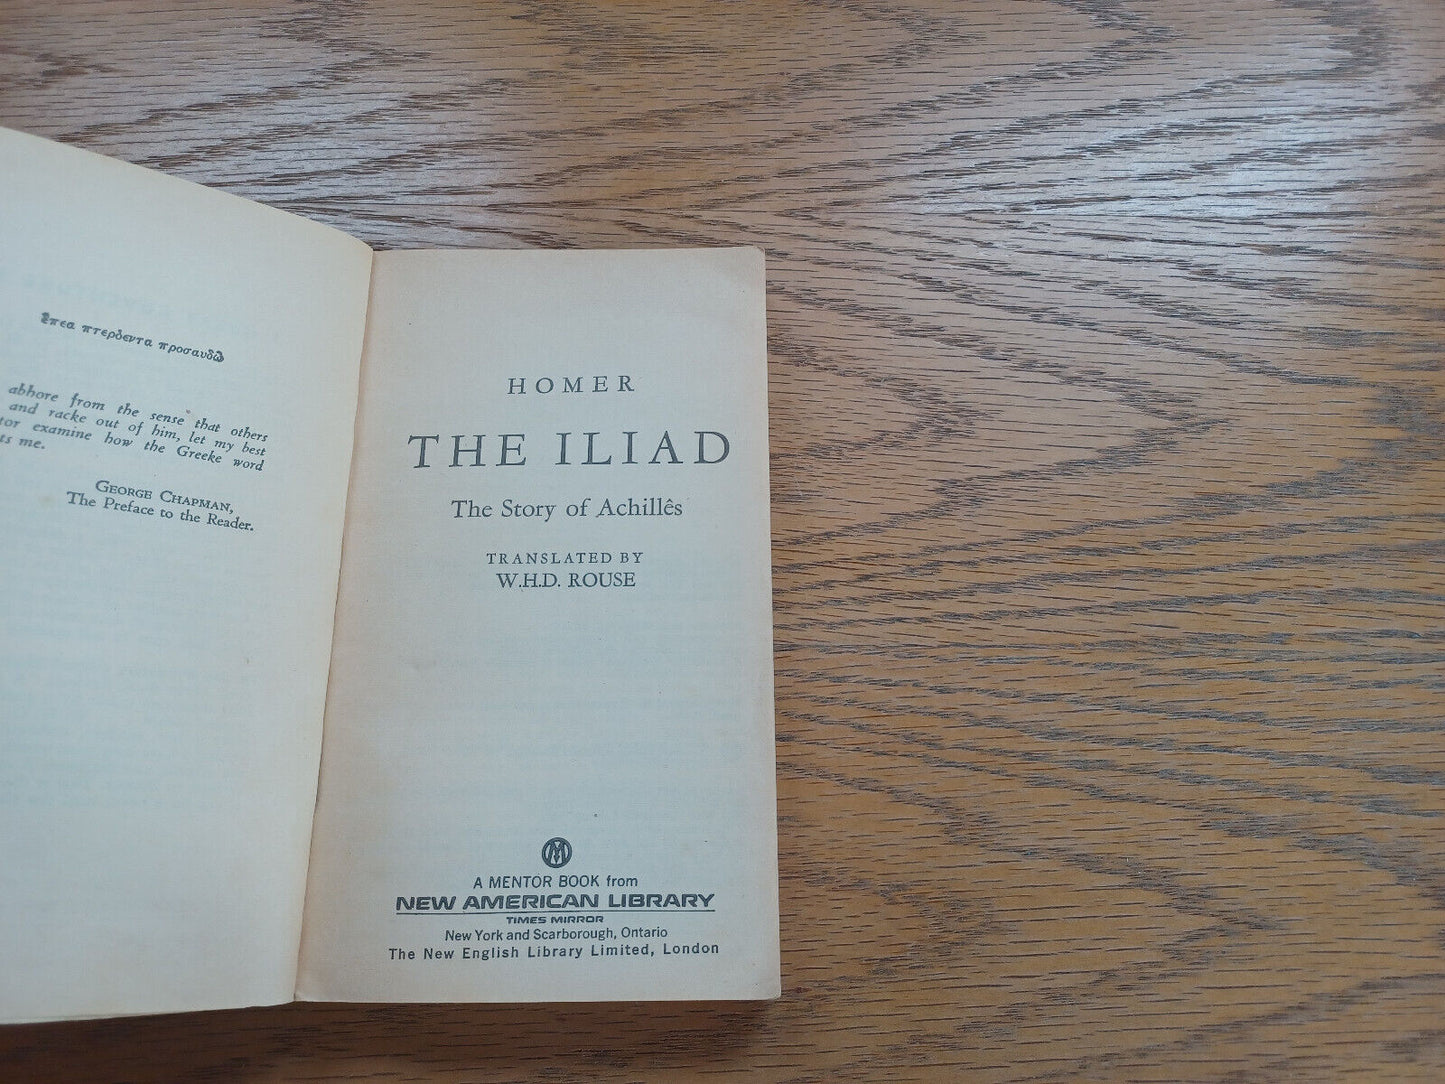 ἔπεα πτερόεντα προσαυδῶ
abhore from the sense that others
and racke out of him, let my best
examine how the Greeke word
me.
GEORGE CHAPMAN,
The Preface to the Reader.
HOMER
THE ILIAD
The Story of Achillês
TRANSLATED BY
W.H.D. ROUSE
M
A MENTOR BOOK from
NEW AMERICAN LIBRARY
TIMES MIRROR
New York and Scarborough, Ontario
The New English Library Limited, London